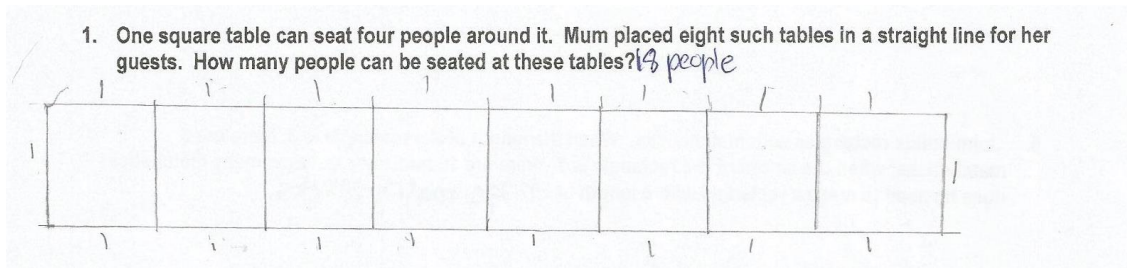 1. One square table can seat four people around it. Mum placed eight such tables in a straight line for her
guests. How many people can be seated at these tables? 18 people